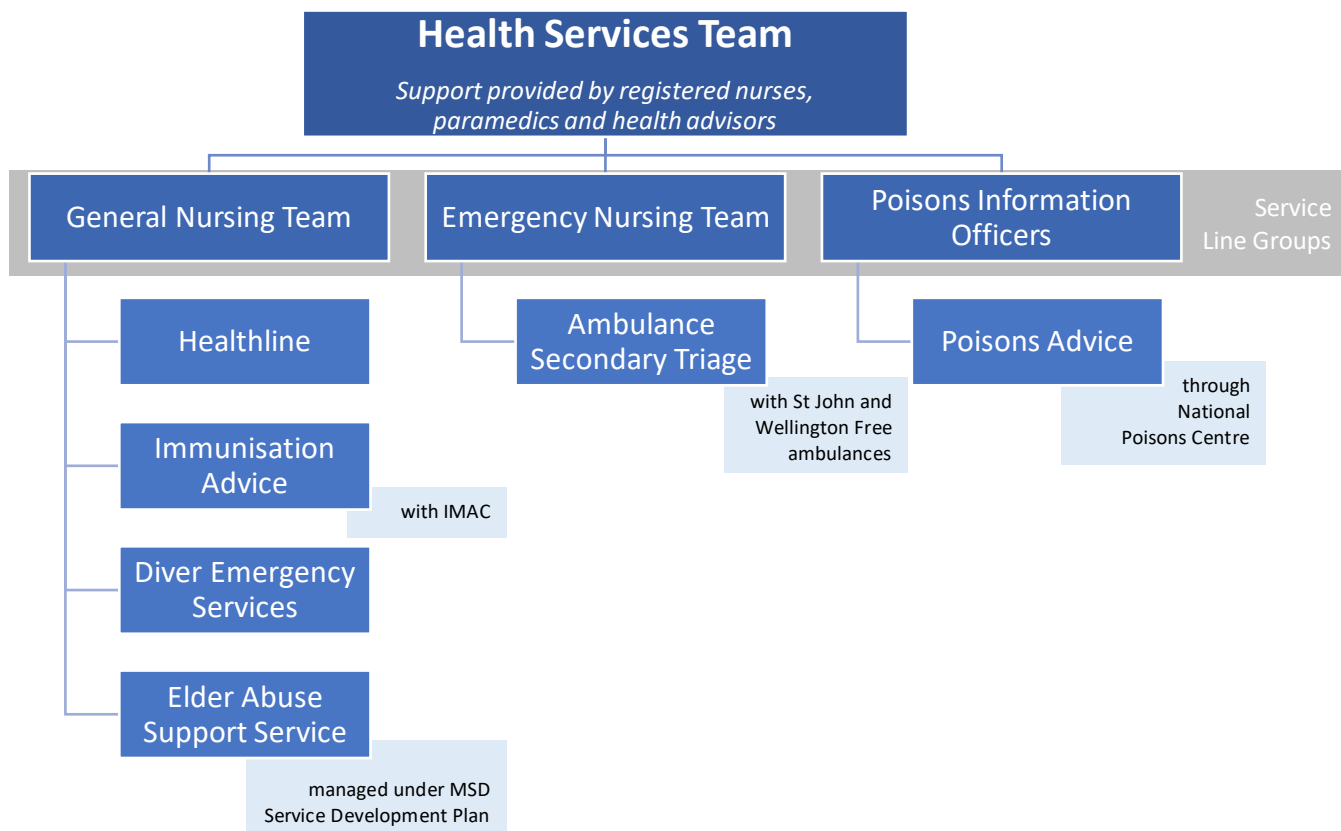 Health Services Team
Support provided by registered nurses,
paramedics and health advisors
General Nursing Team
Emergency Nursing Team
Poisons Information
Officers
Service
Line Groups
Healthline
Immunisation
Advice
with IMAC
Diver Emergency
Services
Elder Abuse
Support Service
managed under MSD
Service Development Plan
Ambulance
Secondary Triage
with St John and
Wellington Free
ambulances
Poisons Advice
through
National
Poisons Centre